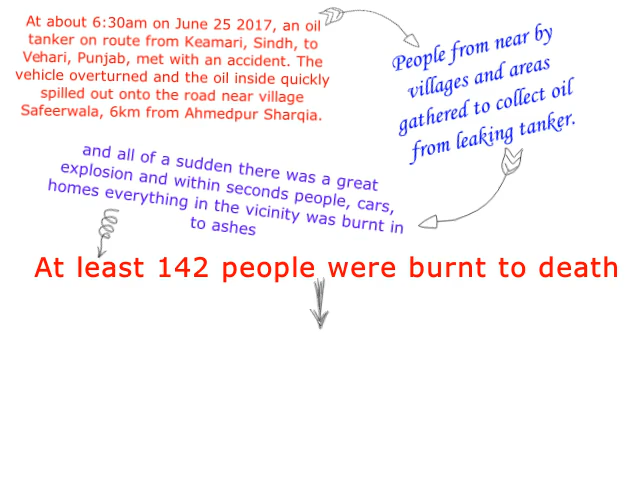 At about 6:30am on June 25 2017, an oil
tanker on route from Keamari, Sindh, to
Vehari, Punjab, met with an accident. The
vehicle overturned and the oil inside quickly
spilled out onto the road near village
Safeerwala, 6km from Ahmedpur Sharqia.
People from near by
villages and areas
gathered to collect oil
from leaking tanker.
and all of a sudden there was a great
explosion and within seconds people, cars,
homes everything in the vicinity was burnt in
to ashes
At least 142 people were burnt to death